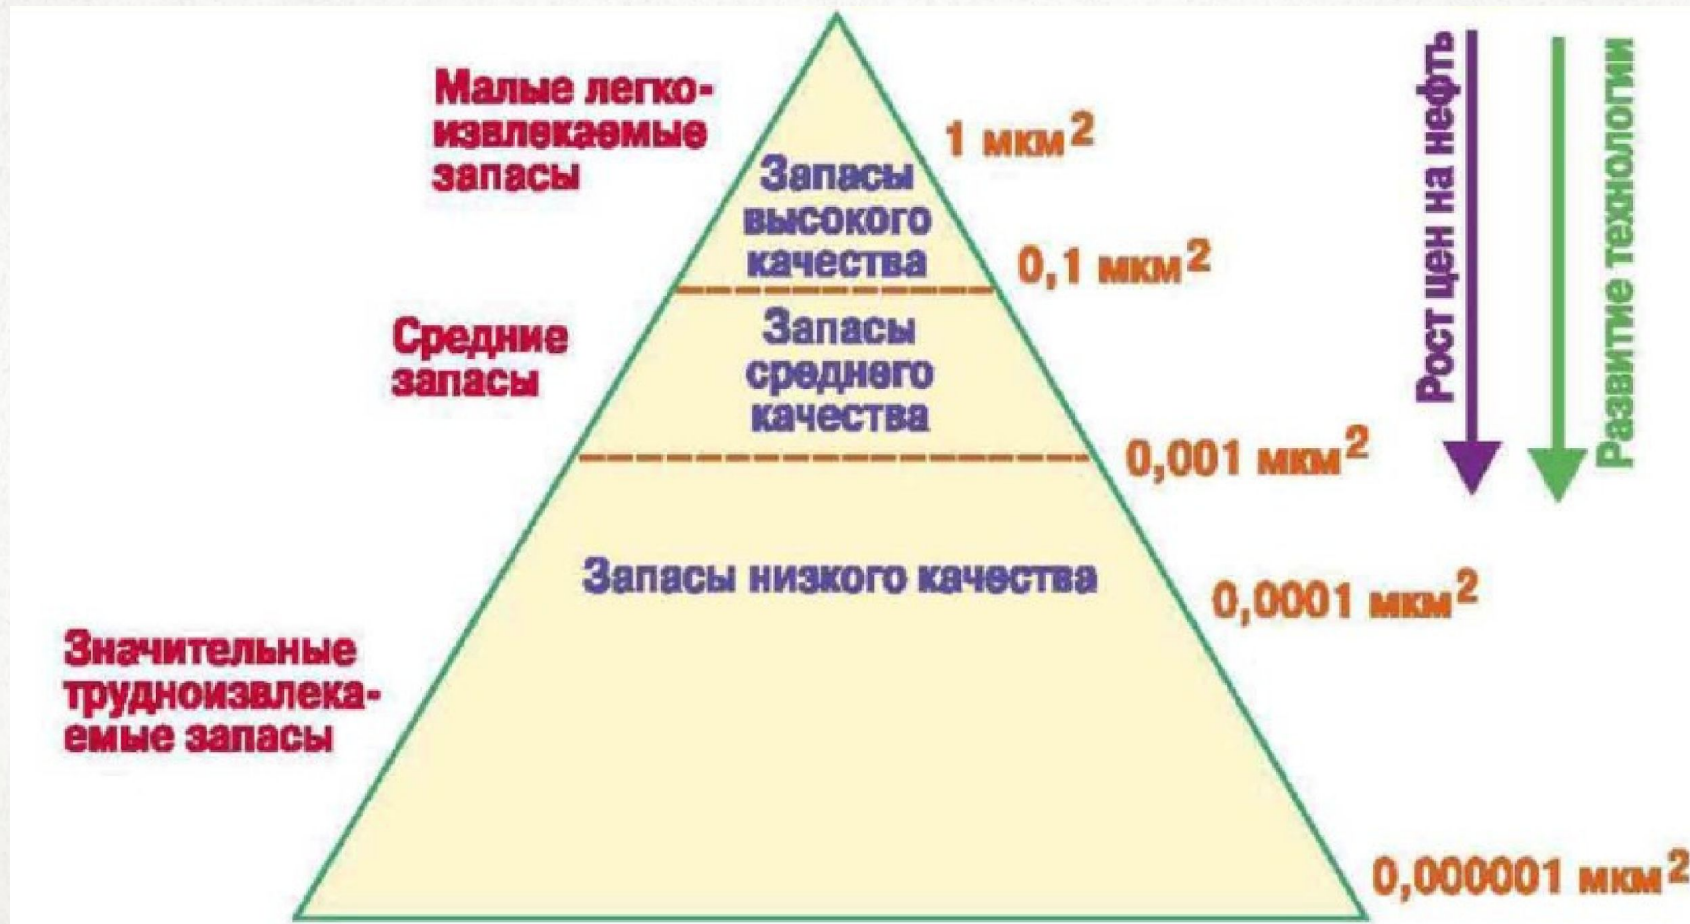 Малые легко-
извлекаемые
запасы
1 мкм²
Запасы
высокого
качества
0,1 мкм²
Средние
запасы
Запасы
среднего
качества
0,001 мкм²
Запасы низкого качества
0,0001 мкм²
Значительные
трудноизвлека-
емые запасы
0,000001 мкм²
Рост цен на нефть
Развитие технологии